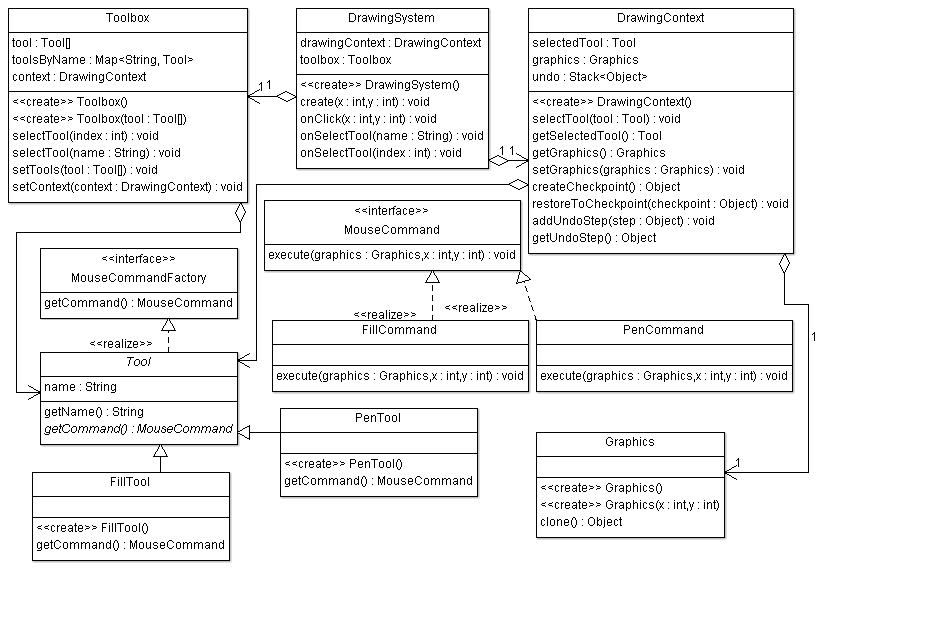 Toolbox
tool : Tool[]
toolsByName : Map<String, Tool>
context : DrawingContext
<<create>> Toolbox()
<<create>> Toolbox(tool : Tool[])
selectTool(index : int) : void
selectTool(name : String) : void
setTools(tool : Tool[]) : void
setContext(context : DrawingContext) : void
1
1
DrawingSystem
drawingContext : DrawingContext
toolbox : Toolbox
<<create>> DrawingSystem()
create(x : int,y : int) : void
onClick(x : int,y : int) : void
onSelectTool(name : String) : void
onSelectTool(index : int) : void
1
1
DrawingContext
selectedTool : Tool
graphics : Graphics
undo : Stack<Object>
<<create>> DrawingContext()
selectTool(tool : Tool) : void
getSelectedTool() : Tool
getGraphics() : Graphics
setGraphics(graphics : Graphics) : void
createCheckpoint() : Object
restoreToCheckpoint(checkpoint : Object) : void
addUndoStep(step : Object) : void
getUndoStep() : Object
<<interface>>
MouseCommand
execute(graphics : Graphics,x : int,y : int) : void
<<interface>>
MouseCommandFactory
getCommand() : MouseCommand
<<realize>>
<<realize>>
<<realize>>
FillCommand
execute(graphics : Graphics,x : int,y : int) : void
PenCommand
execute(graphics : Graphics,x : int,y : int) : void
1
Tool
name : String
getName() : String
getCommand() : MouseCommand
PenTool
<<create>> PenTool()
getCommand() : MouseCommand
Graphics
<<create>> Graphics()
<<create>> Graphics(x : int,y : int)
clone() : Object
1
FillTool
<<create>> FillTool()
getCommand() : MouseCommand